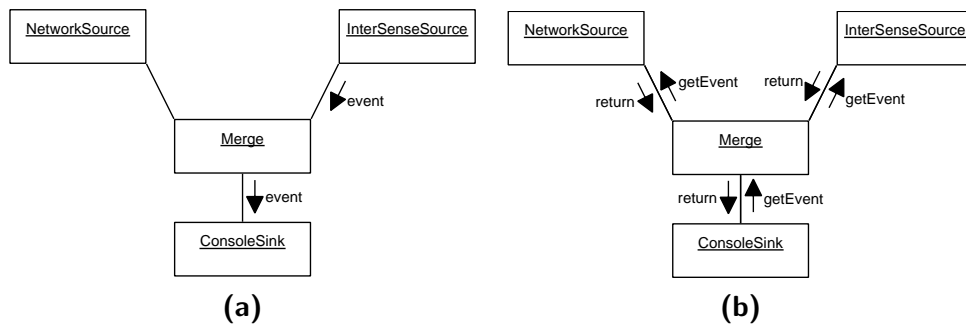 NetworkSource
InterSenseSource
event
Merge
event
ConsoleSink
(a)
NetworkSource
InterSenseSource
getEvent
return
return
getEvent
Merge
return
getEvent
ConsoleSink
(b)